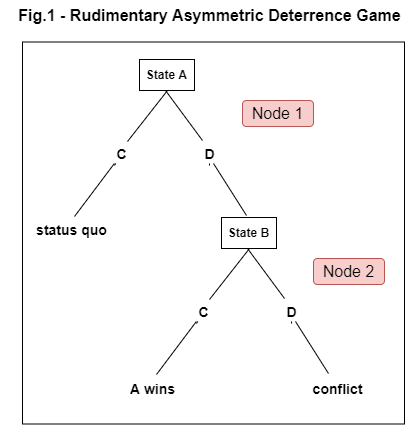 Fig.1 - Rudimentary Asymmetric Deterrence Game
State A
Node 1
C
D
status quo
State B
Node 2
C
D
A wins
conflict